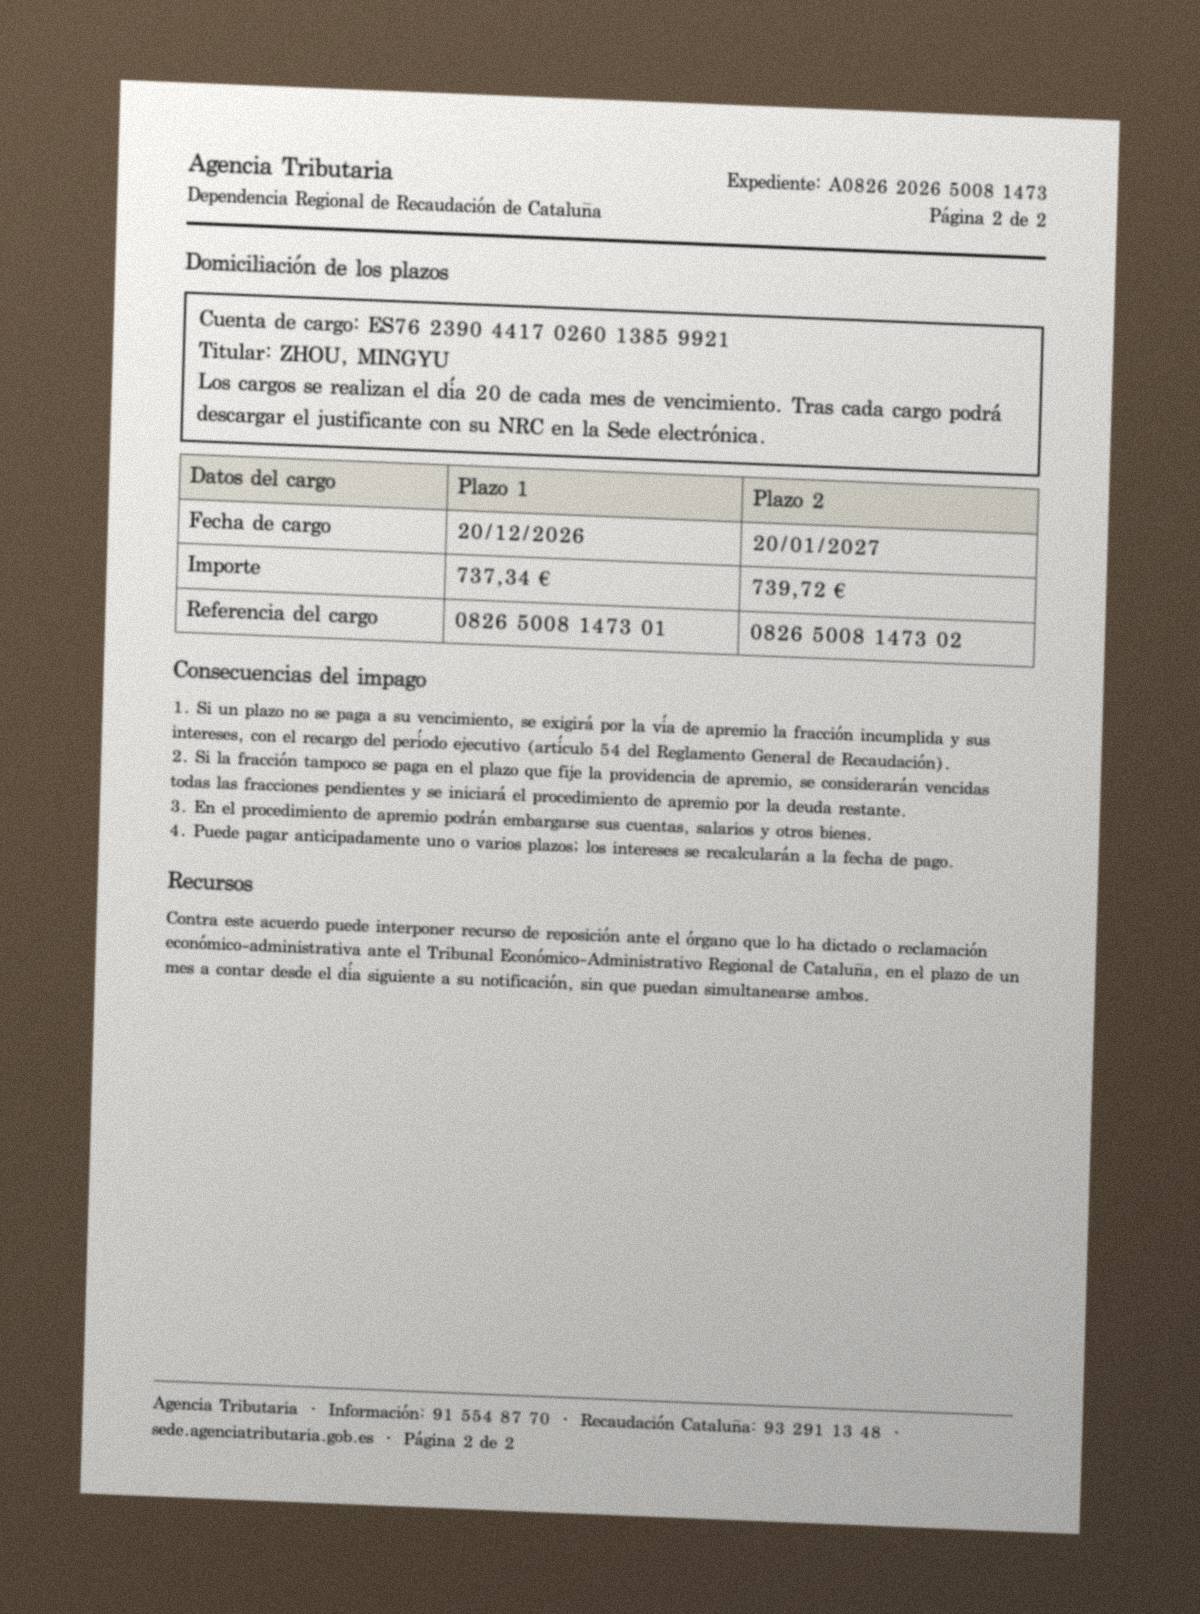 Agencia Tributaria
Dependencia Regional de Recaudación de Cataluña
Expediente: A0826 2026 5008 1473
Página 2 de 2
Domiciliación de los plazos
Cuenta de cargo: ES76 2390 4417 0260 1385 9921
Titular: ZHOU, MINGYU
Los cargos se realizan el día 20 de cada mes de vencimiento. Tras cada cargo podrá
descargar el justificante con su NRC en la Sede electrónica.
Datos del cargo Plazo 1 Plazo 2
Fecha de cargo 20/12/2026 20/01/2027
Importe 737,34 € 739,72 €
Referencia del cargo 0826 5008 1473 01 0826 5008 1473 02
Consecuencias del impago
1. Si un plazo no se paga a su vencimiento, se exigirá por la vía de apremio la fracción incumplida y sus
intereses, con el recargo del período ejecutivo (artículo 54 del Reglamento General de Recaudación).
2. Si la fracción tampoco se paga en el plazo que fije la providencia de apremio, se considerarán vencidas
todas las fracciones pendientes y se iniciará el procedimiento de apremio por la deuda restante.
3. En el procedimiento de apremio podrán embargarse sus cuentas, salarios y otros bienes.
4. Puede pagar anticipadamente uno o varios plazos; los intereses se recalcularán a la fecha de pago.
Recursos
Contra este acuerdo puede interponer recurso de reposición ante el órgano que lo ha dictado o reclamación
económico-administrativa ante el Tribunal Económico-Administrativo Regional de Cataluña, en el plazo de un
mes a contar desde el día siguiente a su notificación, sin que puedan simultanearse ambos.
Agencia Tributaria · Información: 91 554 87 70 · Recaudación Cataluña: 93 291 13 48 ·
sede.agenciatributaria.gob.es · Página 2 de 2